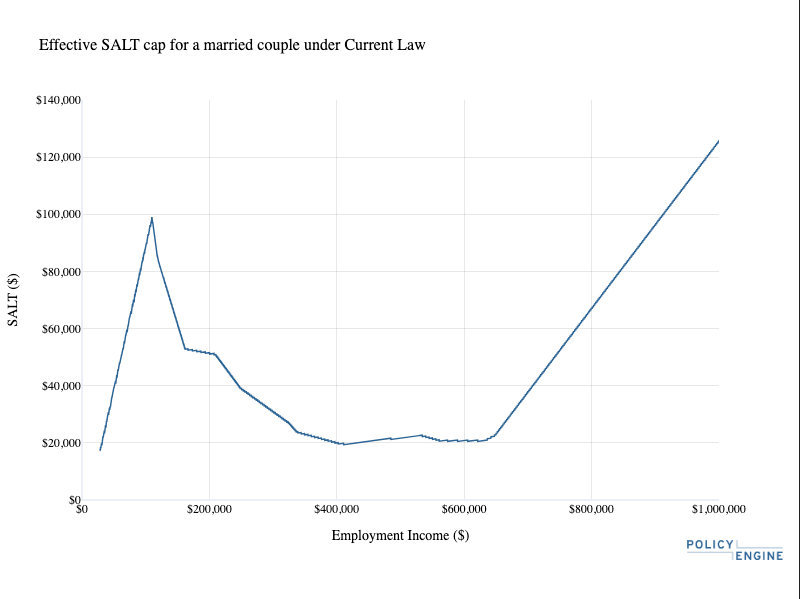 Effective SALT cap for a married couple under Current Law
$140,000
$120,000
$100,000
$80,000
$60,000
$40,000
$20,000
$0
SALT ($)
$0 $200,000 $400,000 $600,000 $800,000 $1,000,000
Employment Income ($)
POLICY
ENGINE